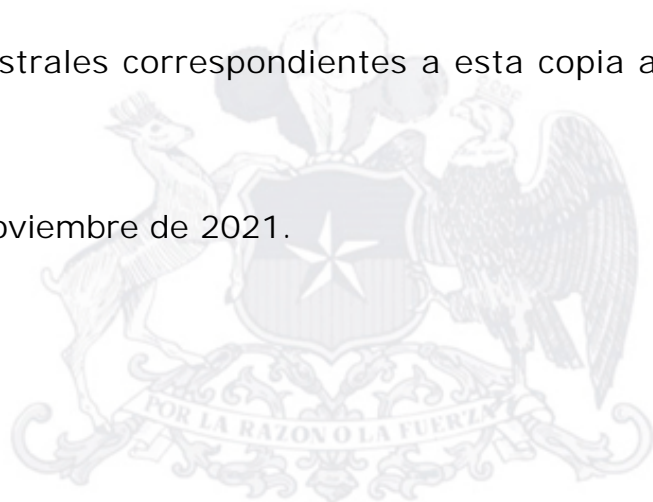 strales correspondientes a esta copia a
oviembre de 2021.
POR LA RAZON O LA FUERZA